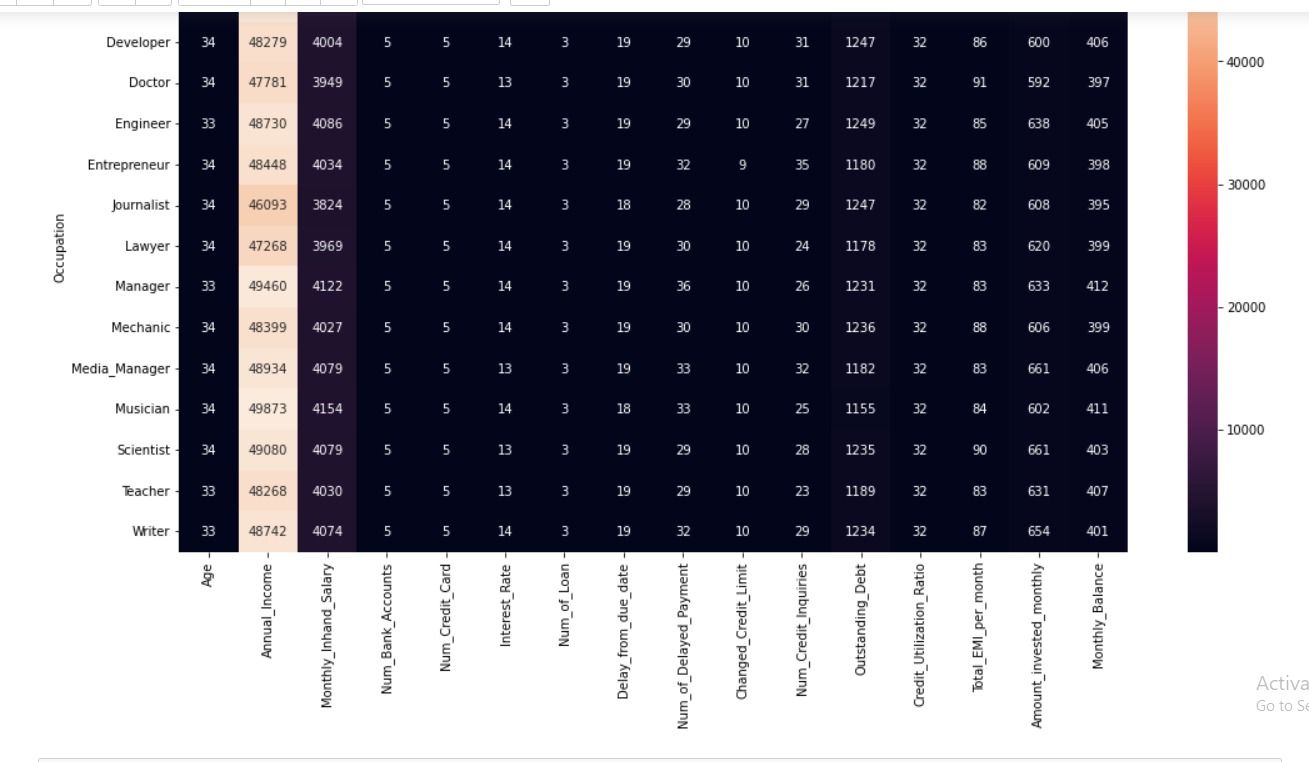 Developer 34 48279 4004 5 5 14 3 19 29 10 31 1247 32 86 600 406
Doctor 34 47781 3949 5 5 13 3 19 30 10 31 1217 32 91 592 397
Engineer 33 48730 4086 5 5 14 3 19 29 10 27 1249 32 85 638 405
Entrepreneur 34 48448 4034 5 5 14 3 19 32 9 35 1180 32 88 609 398
Journalist 34 46093 3824 5 5 14 3 18 28 10 29 1247 32 82 608 395
Lawyer 34 47268 3969 5 5 14 3 19 30 10 24 1178 32 83 620 399
Manager 33 49460 4122 5 5 14 3 19 36 10 26 1231 32 83 633 412
Mechanic 34 48399 4027 5 5 14 3 19 30 10 30 1236 32 88 606 399
Media_Manager 34 48934 4079 5 5 13 3 19 33 10 32 1182 32 83 661 406
Musician 34 49873 4154 5 5 14 3 18 33 10 25 1155 32 84 602 411
Scientist 34 49080 4079 5 5 13 3 19 29 10 28 1235 32 90 661 403
Teacher 33 48268 4030 5 5 13 3 19 29 10 23 1189 32 83 631 407
Writer 33 48742 4074 5 5 14 3 19 32 10 29 1234 32 87 654 401
Occupation
Age
Annual_Income
Monthly_Inhand_Salary
Num_Bank_Accounts
Num_Credit_Card
Interest_Rate
Num_of_Loan
Delay_from_due_date
Num_of_Delayed_Payment
Changed_Credit_Limit
Num_Credit_Inquiries
Outstanding_Debt
Credit_Utilization_Ratio
Total_EMI_per_month
Amount_invested_monthly
Monthly_Balance
40000
30000
20000
10000
Activa
Go to Se